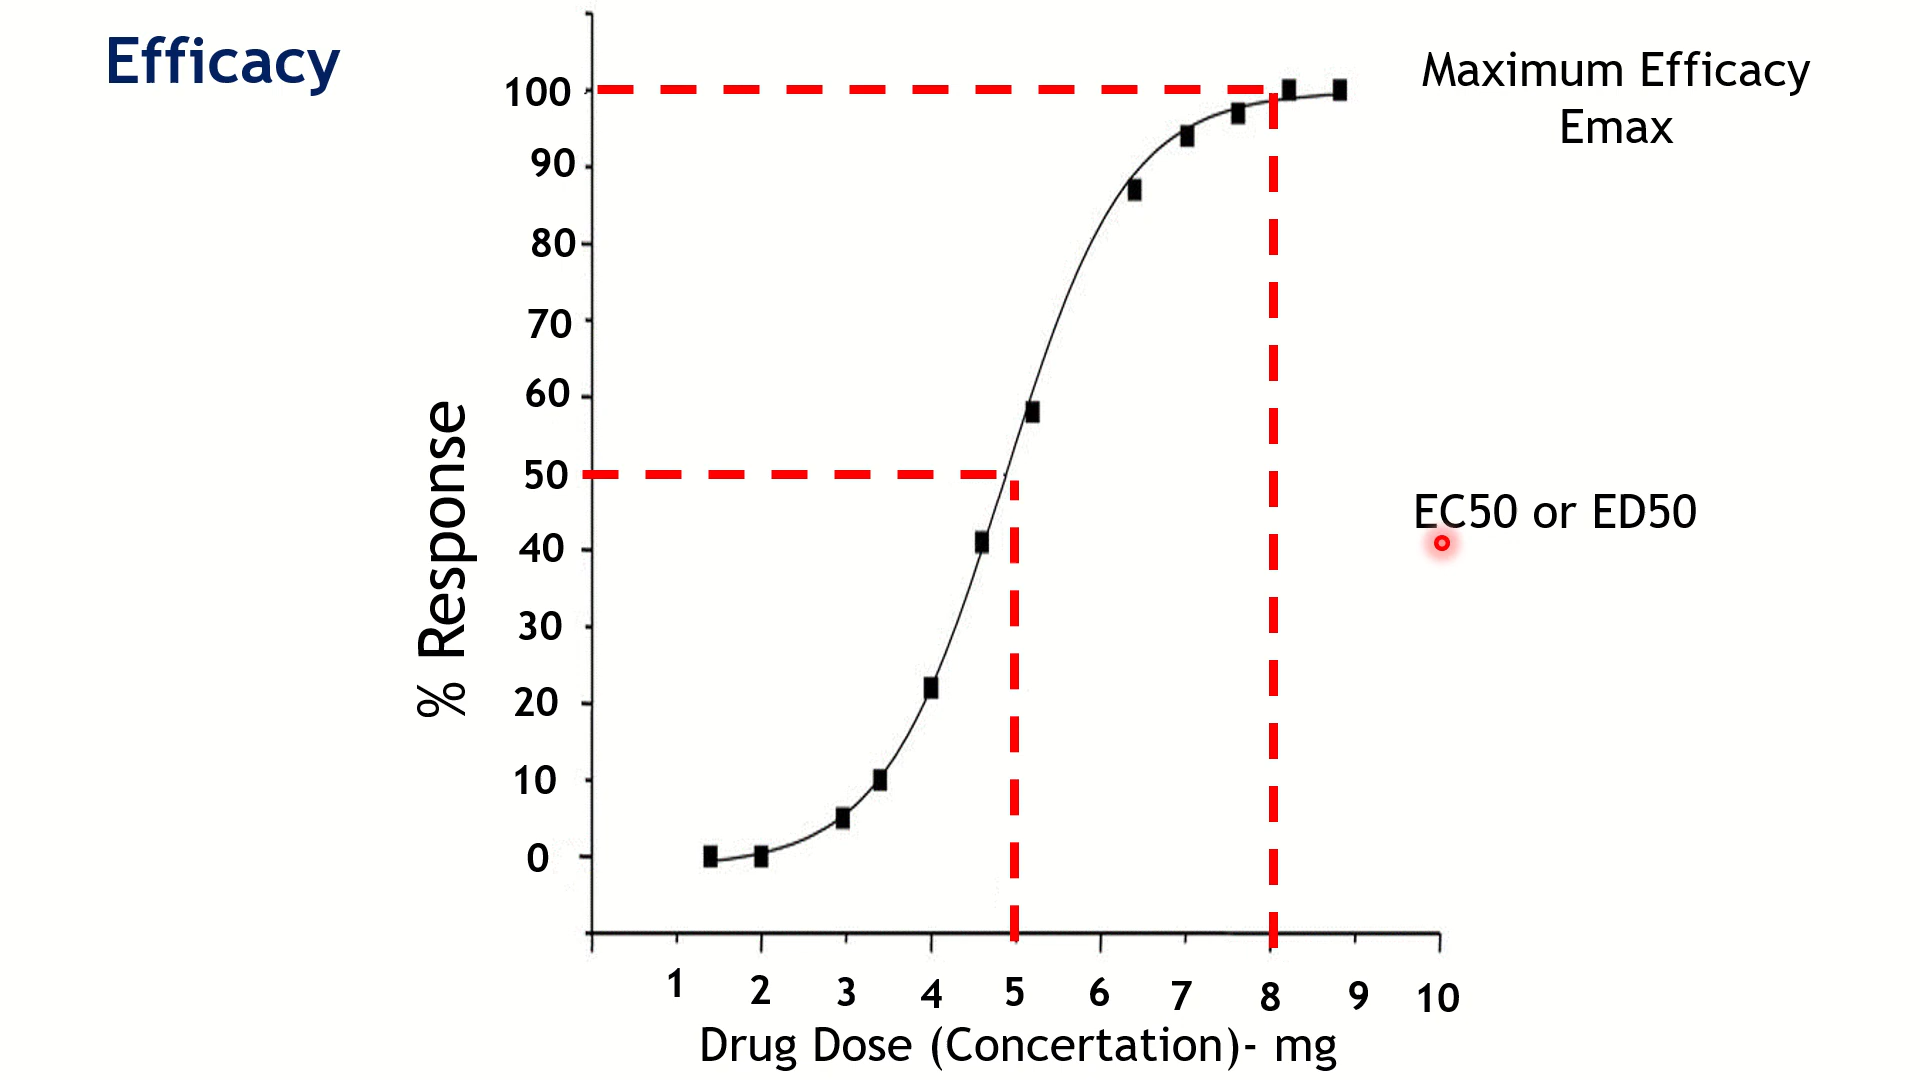 Efficacy
Maximum Efficacy
Emax
100
90
80
70
60
50
40
30
20
10
0
% Response
EC50 or ED50
1 2 3 4 5 6 7 8 9 10
Drug Dose (Concertation)- mg